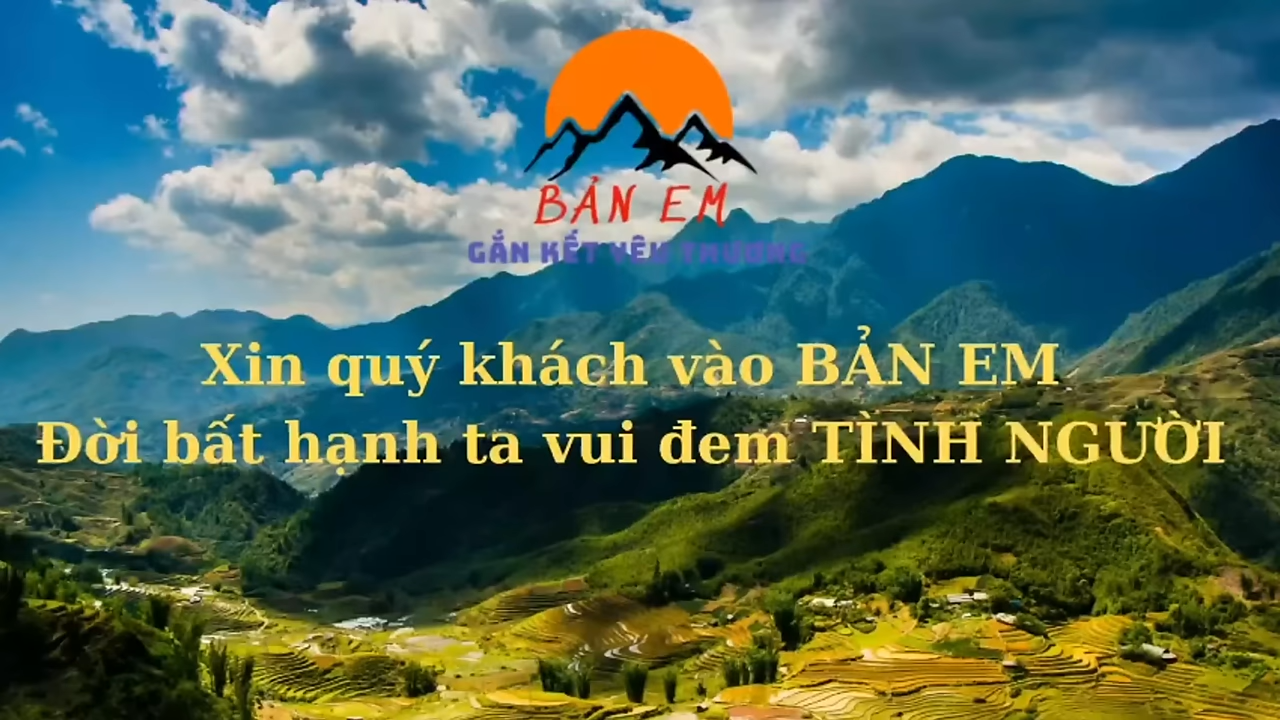 BẢN EM
GẮN KẾT YÊU THƯƠNG
Xin quý khách vào BẢN EM
Đời bất hạnh ta vui đem TÌNH NGƯỜI